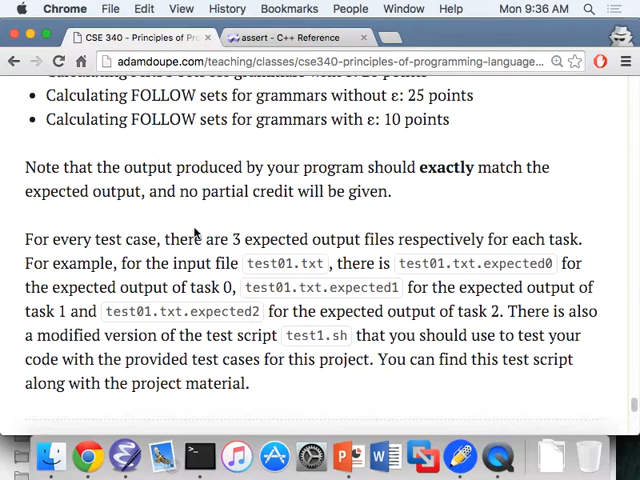 Chrome File Edit View History Bookmarks People Window Help Mon 9:36 AM
CSE 340 - Principles of Pro × assert - C++ Reference ×
adamdoupe.com/teaching/classes/cse340-principles-of-programming-language...
• Calculating FOLLOW sets for grammars without ε: 25 points
• Calculating FOLLOW sets for grammars with ε: 10 points
Note that the output produced by your program should exactly match the
expected output, and no partial credit will be given.
For every test case, there are 3 expected output files respectively for each task.
For example, for the input file test01.txt , there is test01.txt.expected0 for
the expected output of task 0, test01.txt.expected1 for the expected output of
task 1 and test01.txt.expected2 for the expected output of task 2. There is also
a modified version of the test script test1.sh that you should use to test your
code with the provided test cases for this project. You can find this test script
along with the project material.